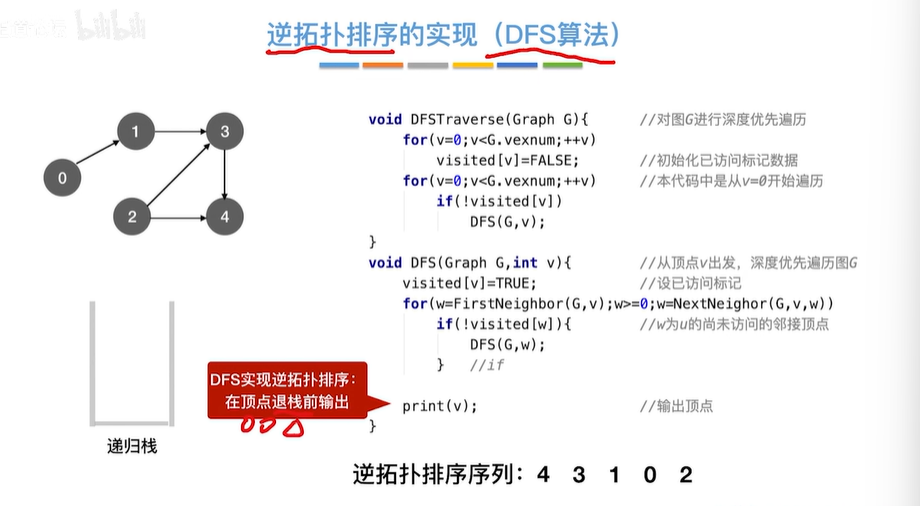 bilibili
逆拓扑排序的实现（DFS算法）
0
1
2
3
4
递归栈
void DFSTraverse(Graph G){ //对图G进行深度优先遍历
for(v=0;v<G.vexnum;++v)
visited[v]=FALSE; //初始化已访问标记数据
for(v=0;v<G.vexnum;++v) //本代码中是从v=0开始遍历
if(!visited[v])
DFS(G,v);
}
void DFS(Graph G,int v){ //从顶点v出发，深度优先遍历图G
visited[v]=TRUE; //设已访问标记
for(w=FirstNeighbor(G,v);w>=0;w=NextNeighor(G,v,w))
if(!visited[w]){ //w为u的尚未访问的邻接顶点
DFS(G,w);
} //if
print(v); //输出顶点
}
DFS实现逆拓扑排序：
在顶点退栈前输出
逆拓扑排序序列：4 3 1 0 2